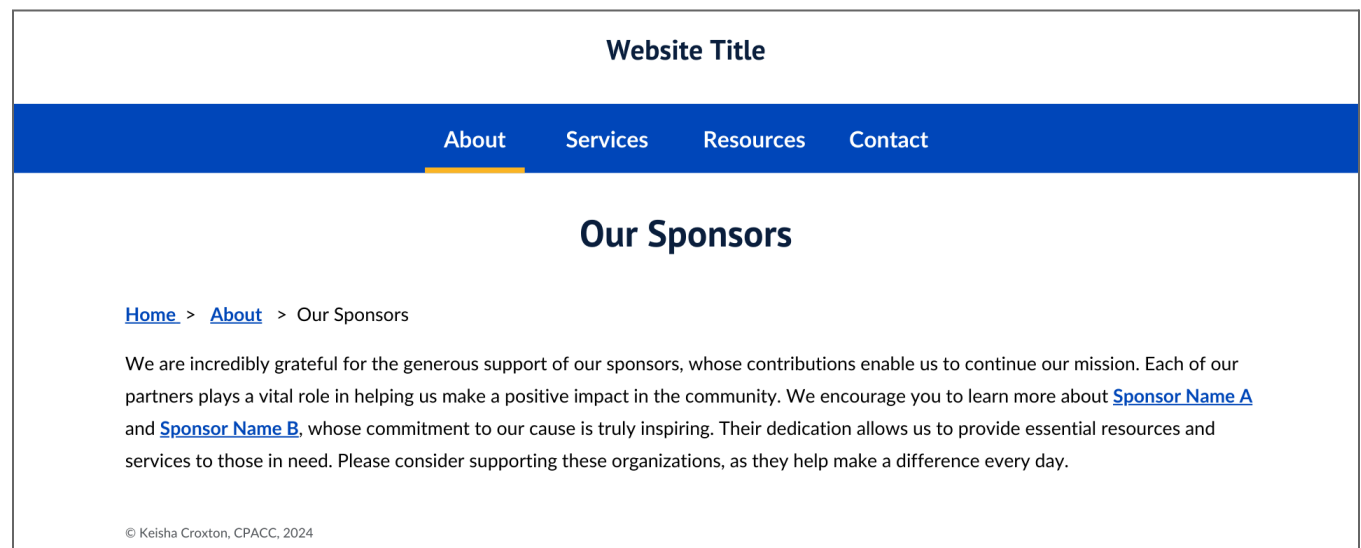 Website Title
About Services Resources Contact
Our Sponsors
Home > About > Our Sponsors
We are incredibly grateful for the generous support of our sponsors, whose contributions enable us to continue our mission. Each of our
partners plays a vital role in helping us make a positive impact in the community. We encourage you to learn more about Sponsor Name A
and Sponsor Name B, whose commitment to our cause is truly inspiring. Their dedication allows us to provide essential resources and
services to those in need. Please consider supporting these organizations, as they help make a difference every day.
© Keisha Croxton, CPACC, 2024